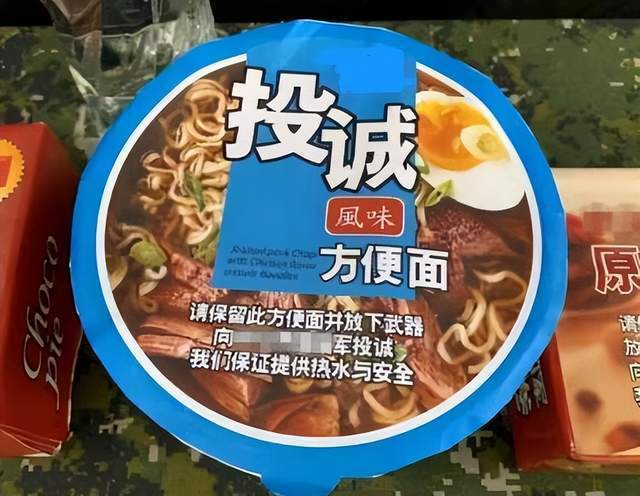 投诚
風味
方便面
请保留此方便面并放下武器
向 军投诚
我们保证提供热水与安全
Choco
pie
原